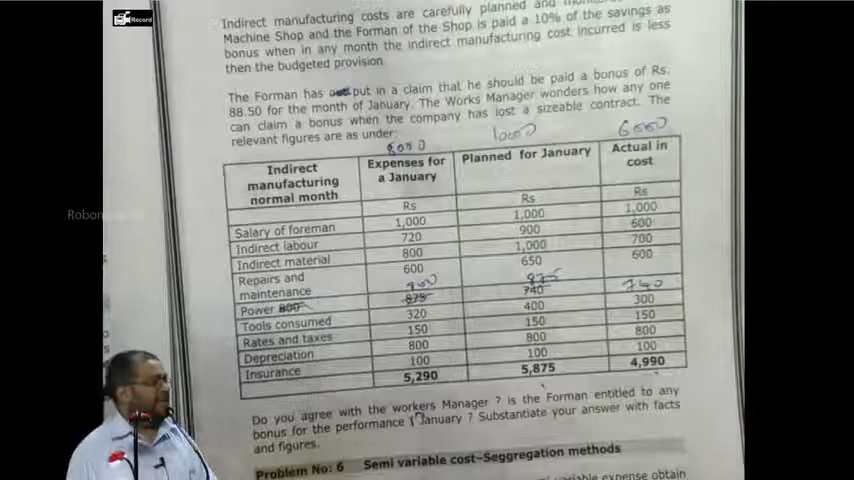 Record
Indirect manufacturing costs are carefully planned and
Machine Shop and the Forman of the Shop is paid a 10% of the savings as
bonus when in any month the indirect manufacturing cost incurred is less
then the budgeted provision
The Forman has put in a claim that he should be paid a bonus of Rs.
88.50 for the month of January. The Works Manager wonders how any one
can claim a bonus when the company has lost a sizeable contract. The
relevant figures are as under:
8000 10000 6000
Indirect manufacturing normal month Expenses for a January Planned for January Actual in cost
Rs Rs Rs
Salary of foreman 1,000 1,000 1,000
Indirect labour 720 900 600
Indirect material 800 1,000 700
Repairs and maintenance 600 650 600
800 875 740
Power 800 875 740
Tools consumed 320 400 300
Rates and taxes 150 150 150
Depreciation 800 800 800
Insurance 100 100 100
5,290 5,875 4,990
Do you agree with the workers Manager ? is the Forman entitled to any
bonus for the performance January ? Substantiate your answer with facts
and figures.
Problem No: 6 Semi variable cost-Seggregation methods
variable expense obtain